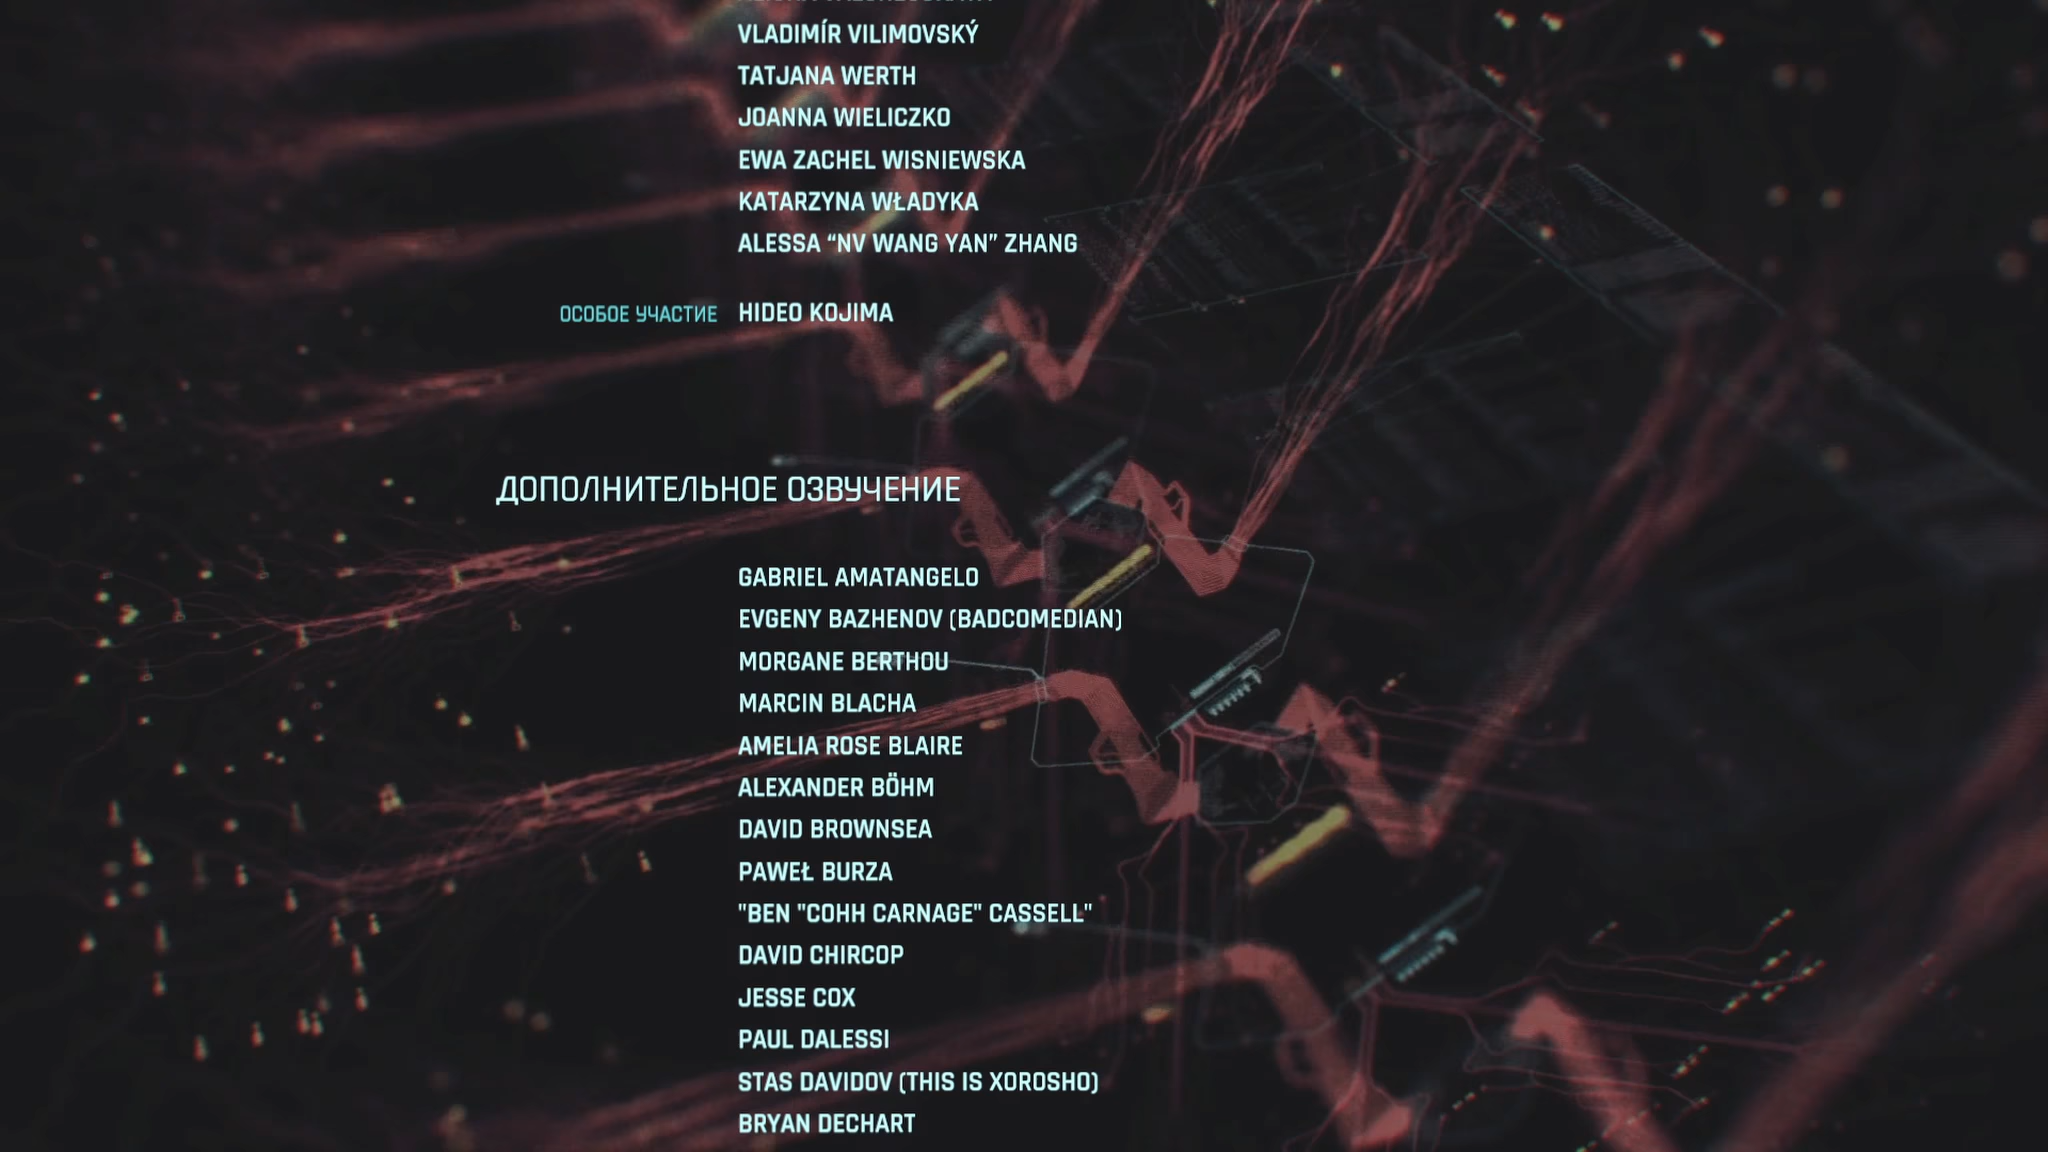 VLADIMÍR VILIMOVSKÝ
TATJANA WERTH
JOANNA WIELICZKO
EWA ZACHEL WISNIEWSKA
KATARZYNA WŁADYKA
ALESSA “NV WANG YAN” ZHANG
ОСОБОЕ УЧАСТИЕ HIDEO KOJIMA
ДОПОЛНИТЕЛЬНОЕ ОЗВУЧЕНИЕ
GABRIEL AMATANGELO
EVGENY BAZHENOV (BADCOMEDIAN)
MORGANE BERTHOU
MARCIN BLACHA
AMELIA ROSE BLAIRE
ALEXANDER BÖHM
DAVID BROWNSEA
PAWEŁ BURZA
"BEN "COHH CARNAGE" CASSELL"
DAVID CHIRCOP
JESSE COX
PAUL DALESSI
STAS DAVIDOV (THIS IS XOROSHO)
BRYAN DECHART